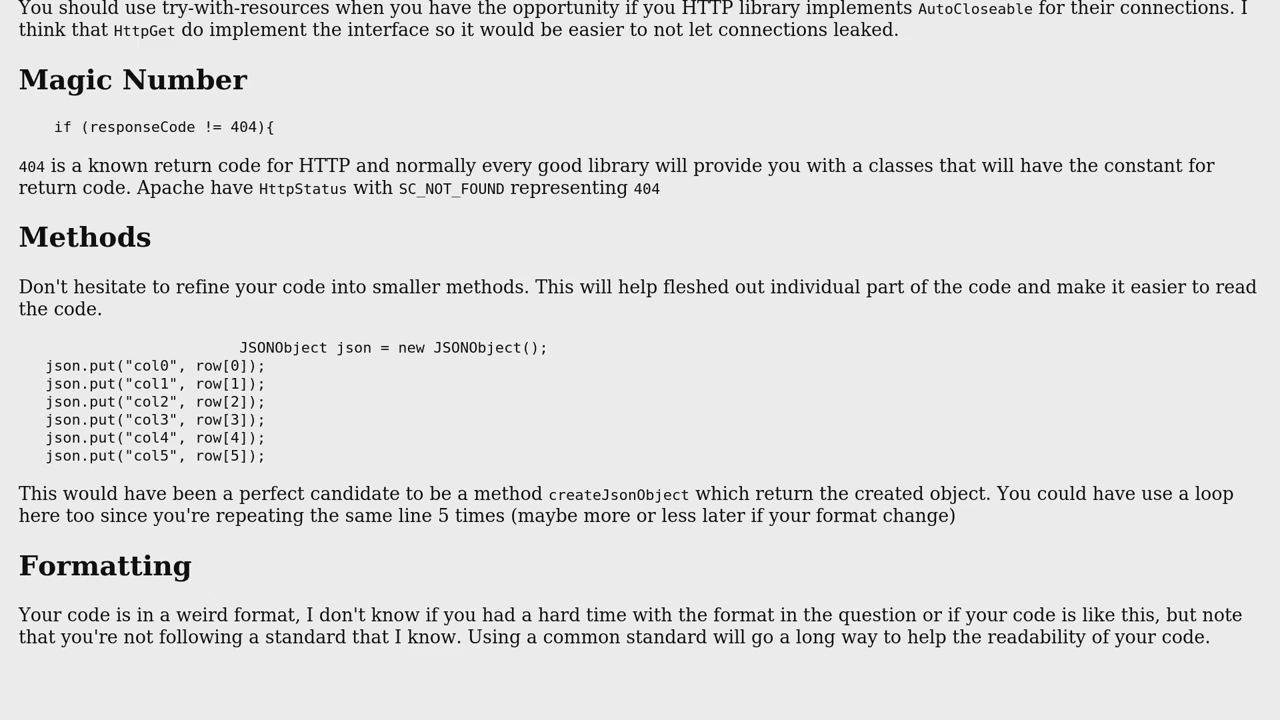 You should use try-with-resources when you have the opportunity if you HTTP library implements AutoCloseable for their connections. I
think that HttpGet do implement the interface so it would be easier to not let connections leaked.
Magic Number
if (responseCode != 404){
404 is a known return code for HTTP and normally every good library will provide you with a classes that will have the constant for
return code. Apache have HttpStatus with SC_NOT_FOUND representing 404
Methods
Don't hesitate to refine your code into smaller methods. This will help fleshed out individual part of the code and make it easier to read
the code.
JSONObject json = new JSONObject();
json.put("col0", row[0]);
json.put("col1", row[1]);
json.put("col2", row[2]);
json.put("col3", row[3]);
json.put("col4", row[4]);
json.put("col5", row[5]);
This would have been a perfect candidate to be a method createJsonObject which return the created object. You could have use a loop
here too since you're repeating the same line 5 times (maybe more or less later if your format change)
Formatting
Your code is in a weird format, I don't know if you had a hard time with the format in the question or if your code is like this, but note
that you're not following a standard that I know. Using a common standard will go a long way to help the readability of your code.